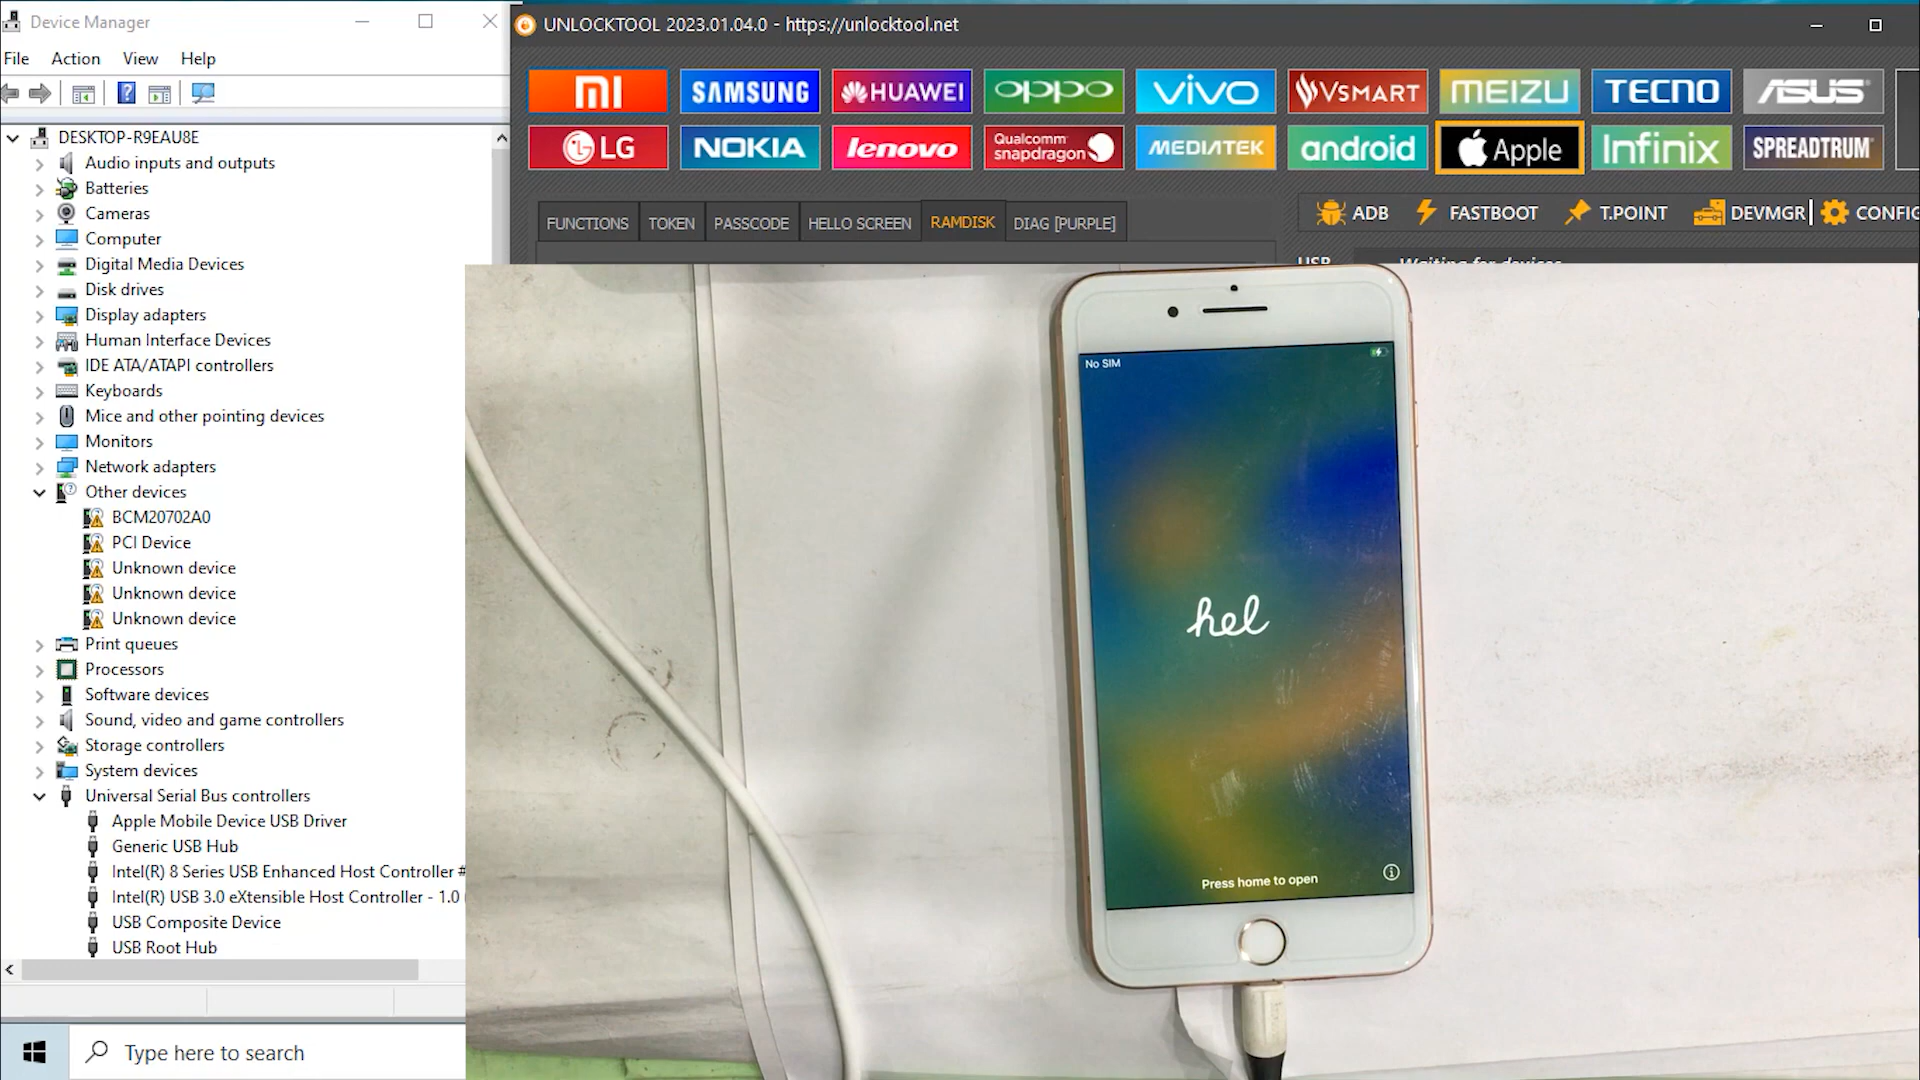 Device Manager
File Action View Help
DESKTOP-R9EAU8E
Audio inputs and outputs
Batteries
Cameras
Computer
Digital Media Devices
Disk drives
Display adapters
Human Interface Devices
IDE ATA/ATAPI controllers
Keyboards
Mice and other pointing devices
Monitors
Network adapters
Other devices
BCM20702A0
PCI Device
Unknown device
Unknown device
Unknown device
Print queues
Processors
Software devices
Sound, video and game controllers
Storage controllers
System devices
Universal Serial Bus controllers
Apple Mobile Device USB Driver
Generic USB Hub
Intel(R) 8 Series USB Enhanced Host Controller #
Intel(R) USB 3.0 eXtensible Host Controller - 1.0
USB Composite Device
USB Root Hub
Type here to search
UNLOCKTOOL 2023.01.04.0 - https://unlocktool.net
MI SAMSUNG HUAWEI oppo vivo VSMART MEIZU TECNO ASUS
LG NOKIA lenovo Qualcomm snapdragon MEDIATEK android Apple Infinix SPREADTRUM
FUNCTIONS TOKEN PASSCODE HELLO SCREEN RAMDISK DIAG [PURPLE]
ADB FASTBOOT T.POINT DEVMGR CONFIG
USB Waiting for devices
No SIM
hel
Press home to open